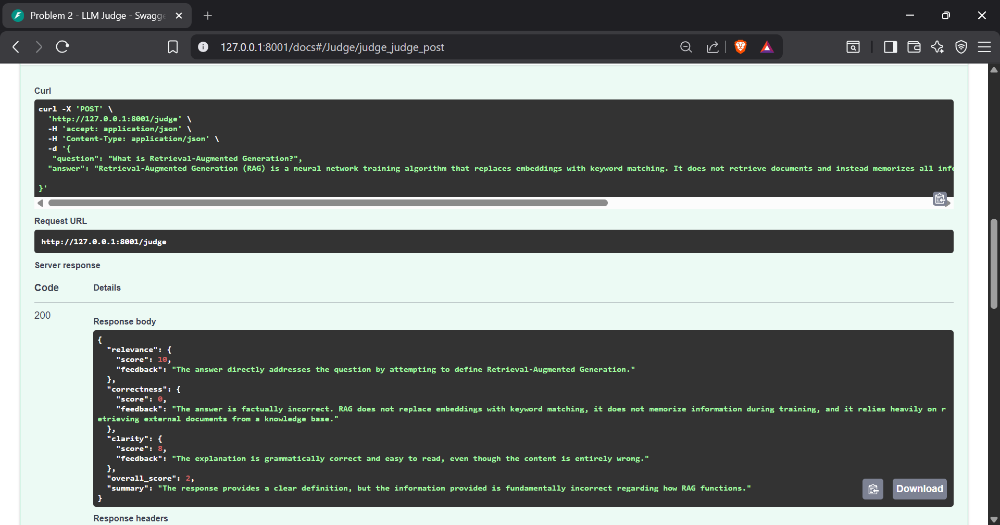 Problem 2 - LLM Judge - Swagge
127.0.0.1:8001/docs#/Judge/judge_judge_post
Curl
curl -X 'POST' \
'http://127.0.0.1:8001/judge' \
-H 'accept: application/json' \
-H 'Content-Type: application/json' \
-d '{
"question": "What is Retrieval-Augmented Generation?",
"answer": "Retrieval-Augmented Generation (RAG) is a neural network training algorithm that replaces embeddings with keyword matching. It does not retrieve documents and instead memorizes all info
}'
Request URL
http://127.0.0.1:8001/judge
Server response
Code Details
200
Response body
{
"relevance": {
"score": 10,
"feedback": "The answer directly addresses the question by attempting to define Retrieval-Augmented Generation."
},
"correctness": {
"score": 0,
"feedback": "The answer is factually incorrect. RAG does not replace embeddings with keyword matching, it does not memorize information during training, and it relies heavily on r
etrieving external documents from a knowledge base."
},
"clarity": {
"score": 8,
"feedback": "The explanation is grammatically correct and easy to read, even though the content is entirely wrong."
},
"overall_score": 2,
"summary": "The response provides a clear definition, but the information provided is fundamentally incorrect regarding how RAG functions."
}
Download
Response headers